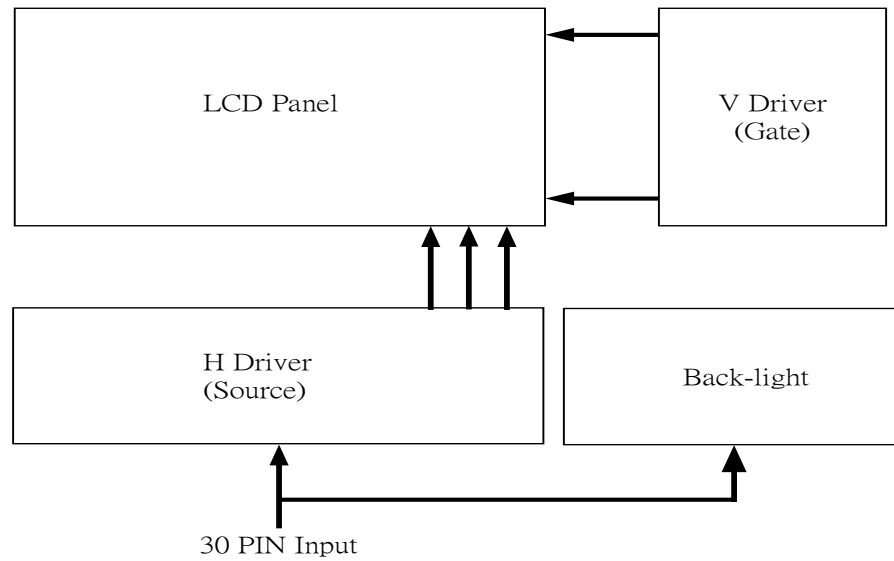 LCD Panel
V Driver
(Gate)
H Driver
(Source)
Back-light
30 PIN Input